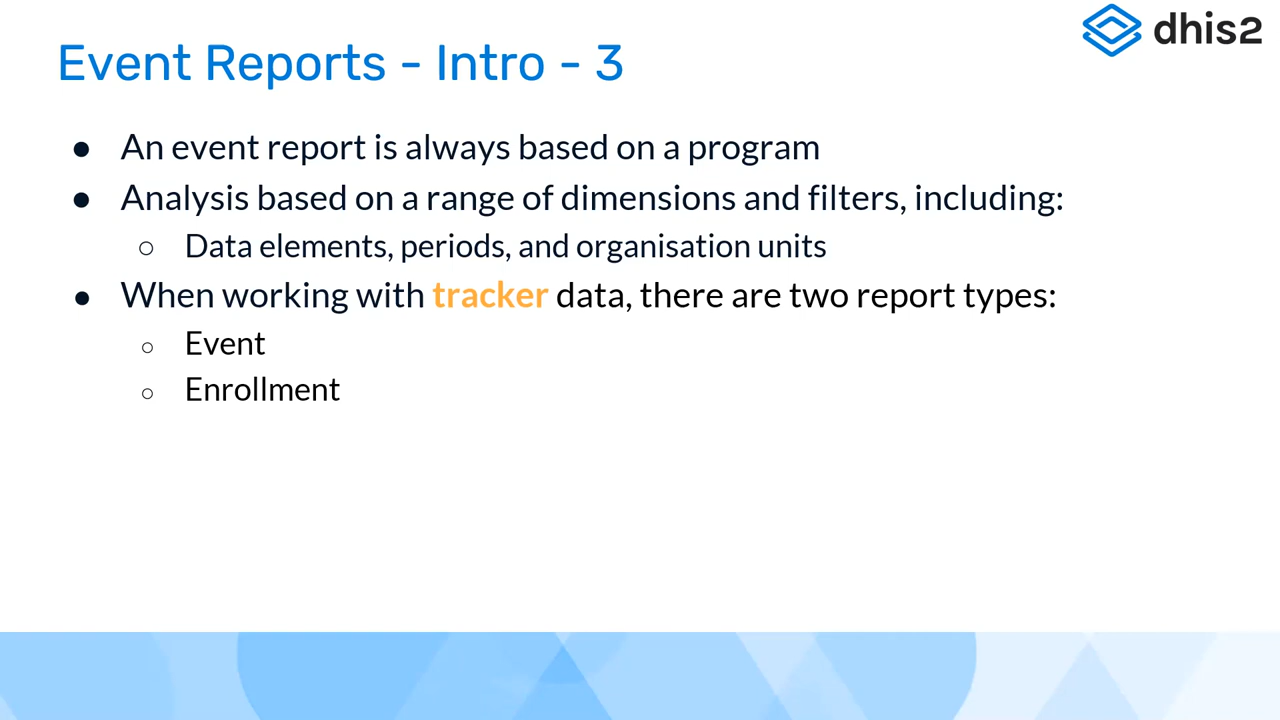 dhis2
Event Reports - Intro - 3
● An event report is always based on a program
● Analysis based on a range of dimensions and filters, including:
○ Data elements, periods, and organisation units
● When working with tracker data, there are two report types:
○ Event
○ Enrollment